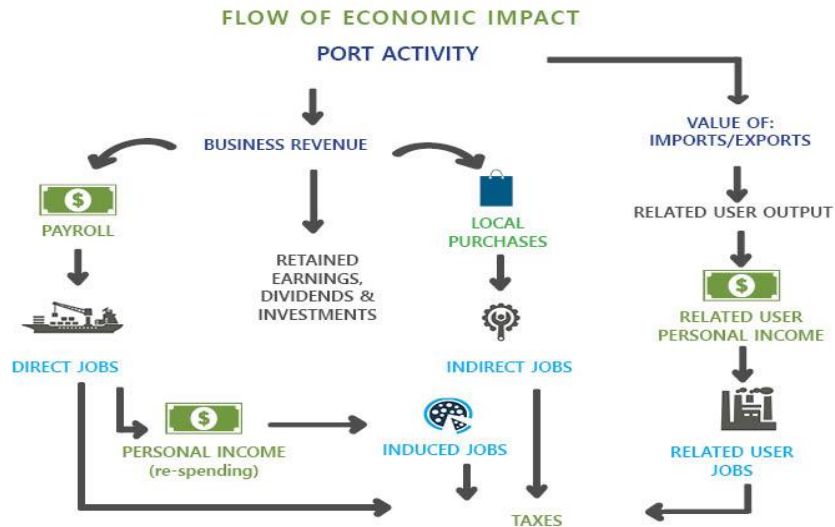 FLOW OF ECONOMIC IMPACT
PORT ACTIVITY
VALUE OF:
IMPORTS/EXPORTS
BUSINESS REVENUE
$
PAYROLL
LOCAL
PURCHASES
RELATED USER OUTPUT
RETAINED
EARNINGS,
DIVIDENDS &
INVESTMENTS
$
RELATED USER
PERSONAL INCOME
DIRECT JOBS
INDIRECT JOBS
$
PERSONAL INCOME
(re-spending)
INDUCED JOBS
RELATED USER
JOBS
TAXES